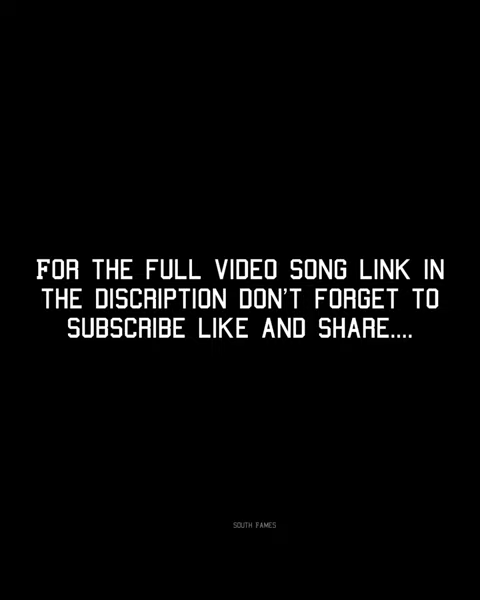 FOR THE FULL VIDEO SONG LINK IN
THE DISCRIPTION DON'T FORGET TO
SUBSCRIBE LIKE AND SHARE....
SOUTH FAMES